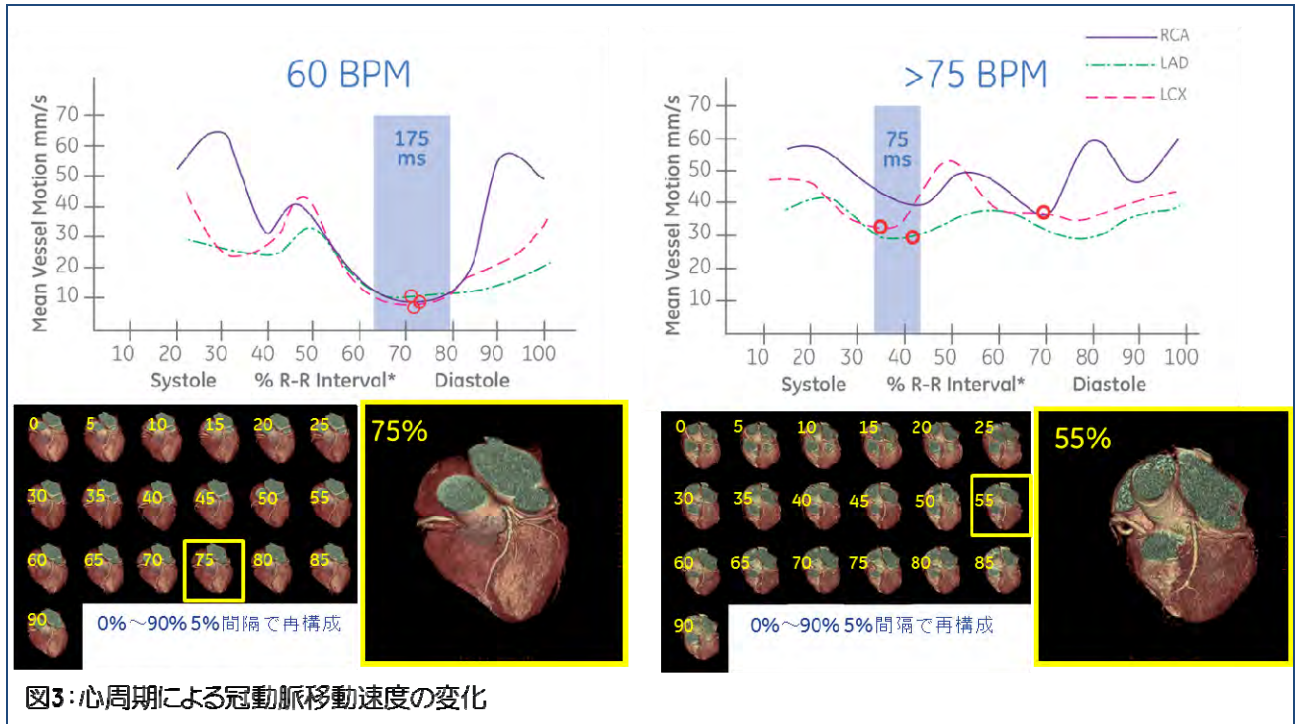 60 BPM
Mean Vessel Motion mm/s
70
60
50
40
30
20
10
175
ms
10 20 30 40 50 60 70 80 90 100
Systole % R-R Interval* Diastole
>75 BPM
RCA
LAD
LCX
Mean Vessel Motion mm/s
70
60
50
40
30
20
10
75
ms
10 20 30 40 50 60 70 80 90 100
Systole % R-R Interval* Diastole
0 5 10 15 20 25
30 35 40 45 50 55
60 65 70 75 80 85
90
0%～90% 5%間隔で再構成
75%
0 5 10 15 20 25
30 35 40 45 50 55
60 65 70 75 80 85
90
0%～90% 5%間隔で再構成
55%
図3：心周期による冠動脈移動速度の変化